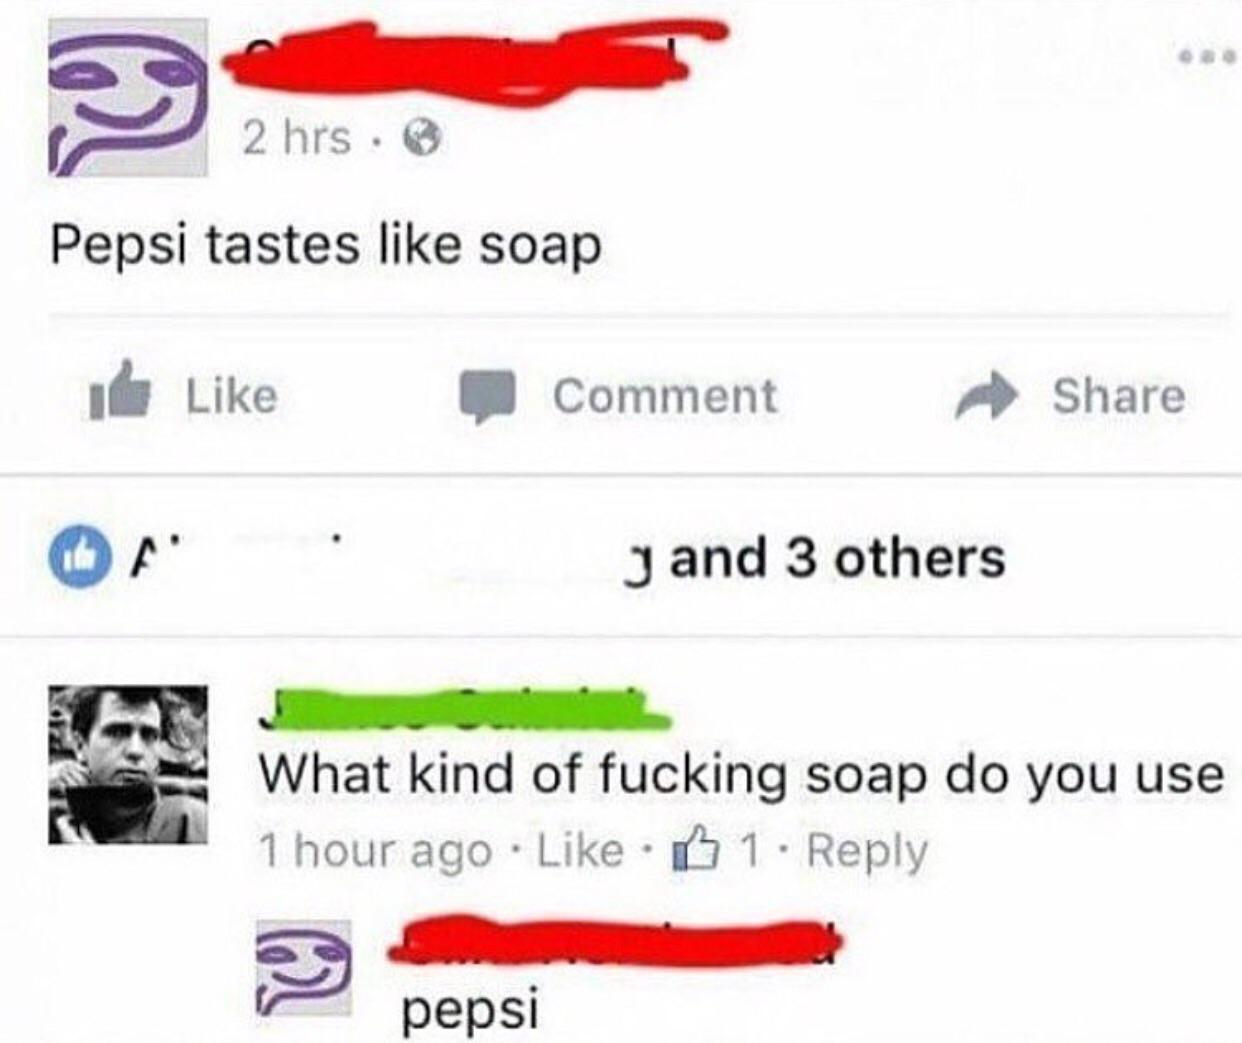 2 hrs ·
Pepsi tastes like soap
Like Comment Share
and 3 others
What kind of fucking soap do you use
1 hour ago · Like · 1 · Reply
pepsi